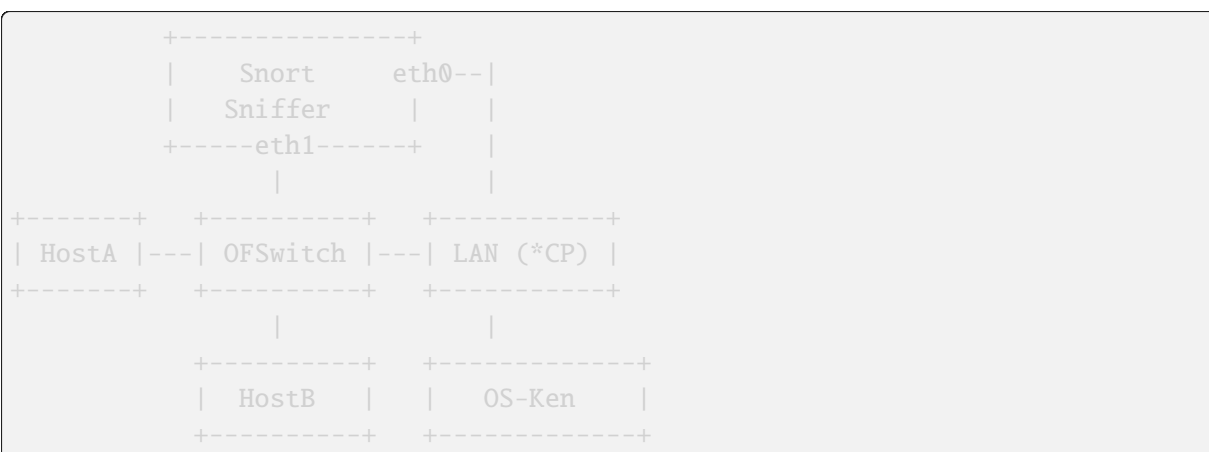 +---------------+
|    Snort     eth0--|
|   Sniffer     |    |
+-----eth1------+    |
|             |
+-------+   +----------+   +-----------+
| HostA |---| OFSwitch |---| LAN (*CP) |
+-------+   +----------+   +-----------+
|             |
+----------+   +-------------+
|  HostB   |   |   OS-Ken    |
+----------+   +-------------+